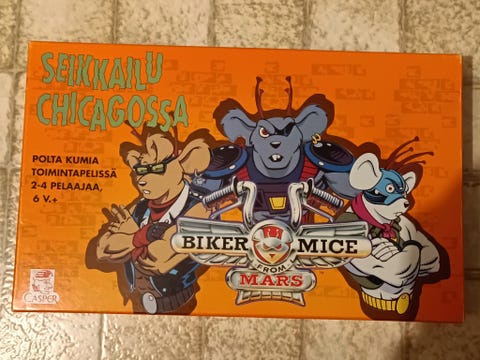 SEIKKAILU
CHICAGOSSA
POLTA KUMIA
TOIMINTAPELISSÄ
2-4 PELAAJAA,
6 V.+
BIKER MICE
FROM
MARS
CASPER